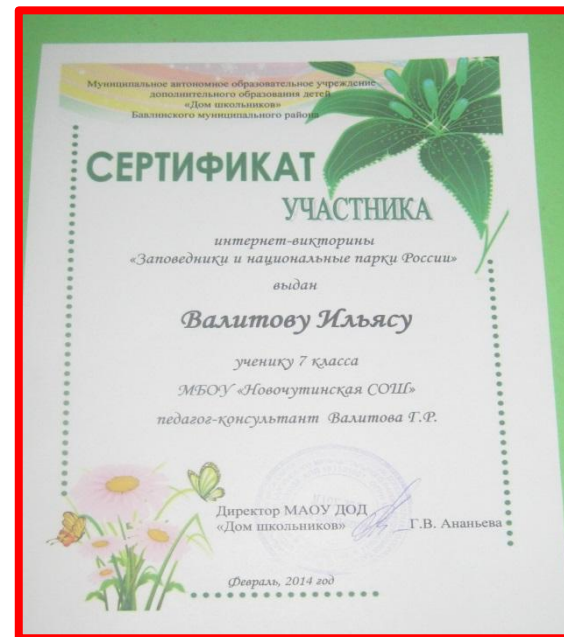 Муниципальное автономное образовательное учреждение
дополнительного образования детей
«Дом школьников»
Бавлинского муниципального района
СЕРТИФИКАТ
УЧАСТНИКА
интернет-викторины
«Заповедники и национальные парки России»
выдан
Валитову Ильясу
ученику 7 класса
МБОУ «Новочутинская СОШ»
педагог-консультант Валитова Г.Р.
Директор МАОУ ДОД
«Дом школьников» Г.В. Ананьева
Февраль, 2014 год